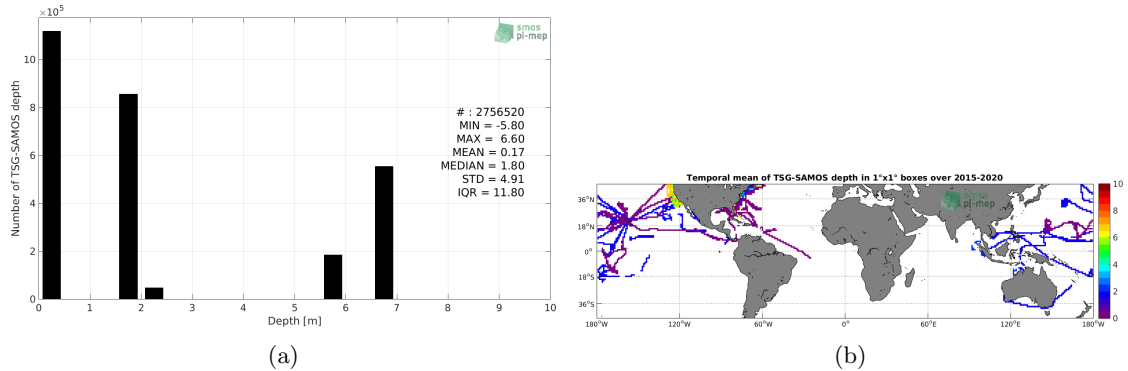 ×10⁵
smos
pi-mep
10
8
6
4
2
0
Number of TSG-SAMOS depth
# : 2756520
MIN = -5.80
MAX = 6.60
MEAN = 0.17
MEDIAN = 1.80
STD = 4.91
IQR = 11.80
0 1 2 3 4 5 6 7 8 9 10
Depth [m]
(a)
Temporal mean of TSG-SAMOS depth in 1°x1° boxes over 2015-2020
smos
pi-mep
36°N
18°N
0°
18°S
36°S
180°W 120°W 60°W 0° 60°E 120°E 180°W
10
8
6
4
2
0
(b)